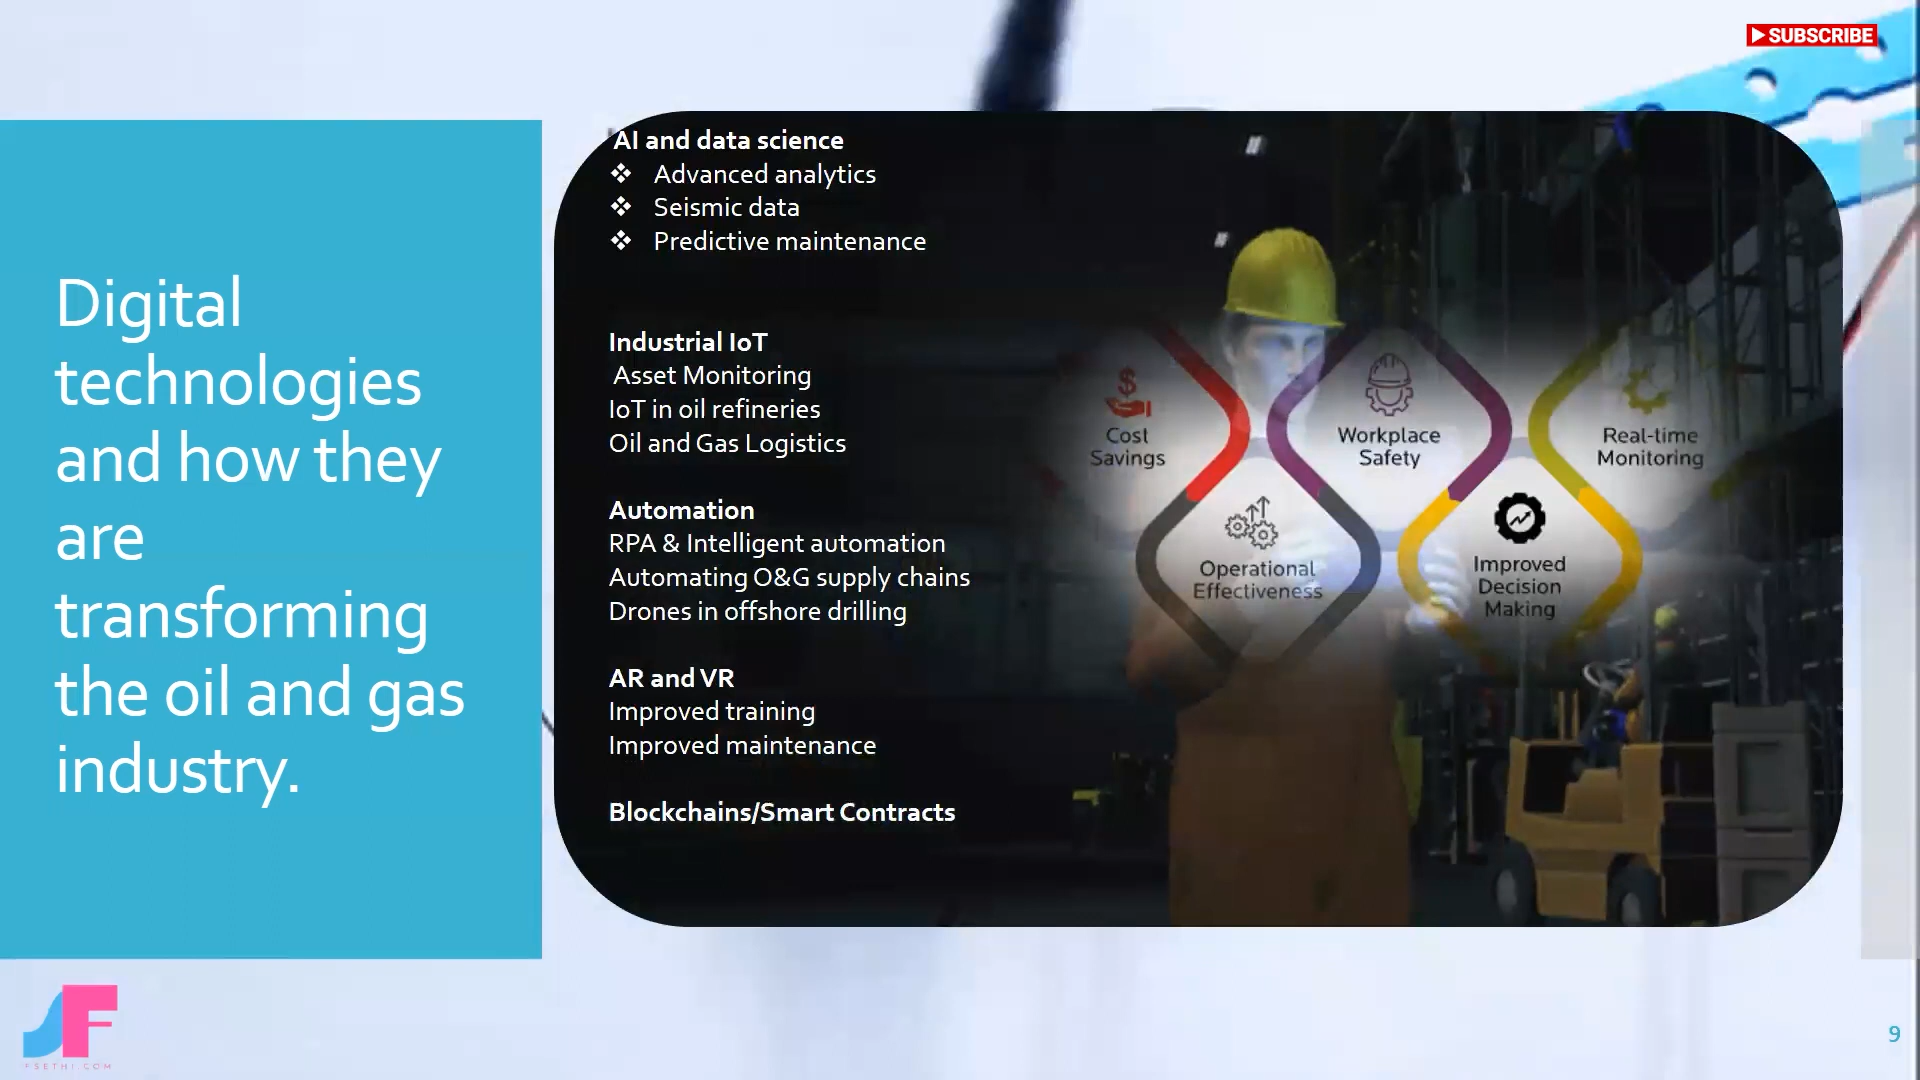 SUBSCRIBE
Digital
technologies
and how they
are
transforming
the oil and gas
industry.
AI and data science
❖ Advanced analytics
❖ Seismic data
❖ Predictive maintenance
Industrial IoT
Asset Monitoring
IoT in oil refineries
Oil and Gas Logistics
Automation
RPA & Intelligent automation
Automating O&G supply chains
Drones in offshore drilling
AR and VR
Improved training
Improved maintenance
Blockchains/Smart Contracts
Cost
Savings
Workplace
Safety
Real-time
Monitoring
Operational
Effectiveness
Improved
Decision
Making
SF
FSETHI.COM
9